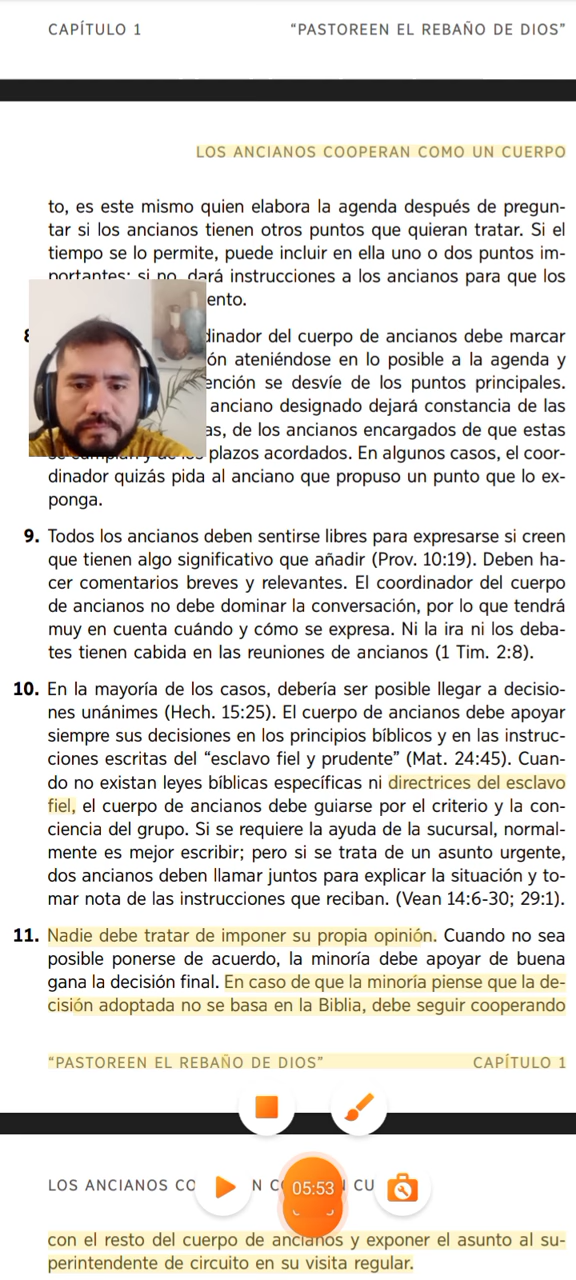 CAPÍTULO 1 "PASTOREEN EL REBAÑO DE DIOS"
LOS ANCIANOS COOPERAN COMO UN CUERPO
to, es este mismo quien elabora la agenda después de pregun-
tar si los ancianos tienen otros puntos que quieran tratar. Si el
tiempo se lo permite, puede incluir en ella uno o dos puntos im-
portantes; si no, dará instrucciones a los ancianos para que los
ento.
dinador del cuerpo de ancianos debe marcar
ón ateniéndose en lo posible a la agenda y
ención se desvíe de los puntos principales.
anciano designado dejará constancia de las
as, de los ancianos encargados de que estas
se cumplan y de los plazos acordados. En algunos casos, el coor-
dinador quizás pida al anciano que propuso un punto que lo ex-
ponga.
9. Todos los ancianos deben sentirse libres para expresarse si creen
que tienen algo significativo que añadir (Prov. 10:19). Deben ha-
cer comentarios breves y relevantes. El coordinador del cuerpo
de ancianos no debe dominar la conversación, por lo que tendrá
muy en cuenta cuándo y cómo se expresa. Ni la ira ni los deba-
tes tienen cabida en las reuniones de ancianos (1 Tim. 2:8).
10. En la mayoría de los casos, debería ser posible llegar a decisio-
nes unánimes (Hech. 15:25). El cuerpo de ancianos debe apoyar
siempre sus decisiones en los principios bíblicos y en las instruc-
ciones escritas del "esclavo fiel y prudente" (Mat. 24:45). Cuan-
do no existan leyes bíblicas específicas ni directrices del esclavo
fiel, el cuerpo de ancianos debe guiarse por el criterio y la con-
ciencia del grupo. Si se requiere la ayuda de la sucursal, normal-
mente es mejor escribir; pero si se trata de un asunto urgente,
dos ancianos deben llamar juntos para explicar la situación y to-
mar nota de las instrucciones que reciban. (Vean 14:6-30; 29:1).
11. Nadie debe tratar de imponer su propia opinión. Cuando no sea
posible ponerse de acuerdo, la minoría debe apoyar de buena
gana la decisión final. En caso de que la minoría piense que la de-
cisión adoptada no se basa en la Biblia, debe seguir cooperando
"PASTOREEN EL REBAÑO DE DIOS" CAPÍTULO 1
LOS ANCIANOS CO N C N CU
05:53
con el resto del cuerpo de ancianos y exponer el asunto al su-
perintendente de circuito en su visita regular.